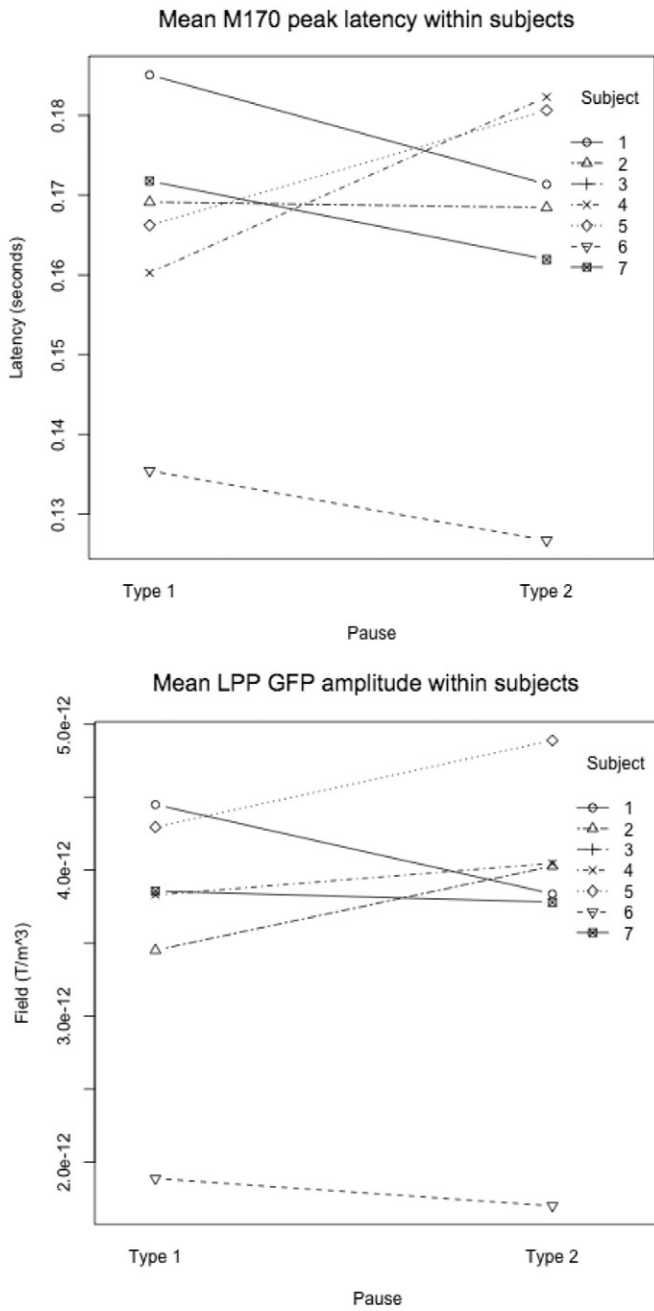 Mean M170 peak latency within subjects
Latency (seconds)
0.18
0.17
0.16
0.15
0.14
0.13
Subject
1
2
3
4
5
6
7
Type 1
Type 2
Pause
Mean LPP GFP amplitude within subjects
Field (T/m^3)
5.0e-12
4.0e-12
3.0e-12
2.0e-12
Subject
1
2
3
4
5
6
7
Type 1
Type 2
Pause